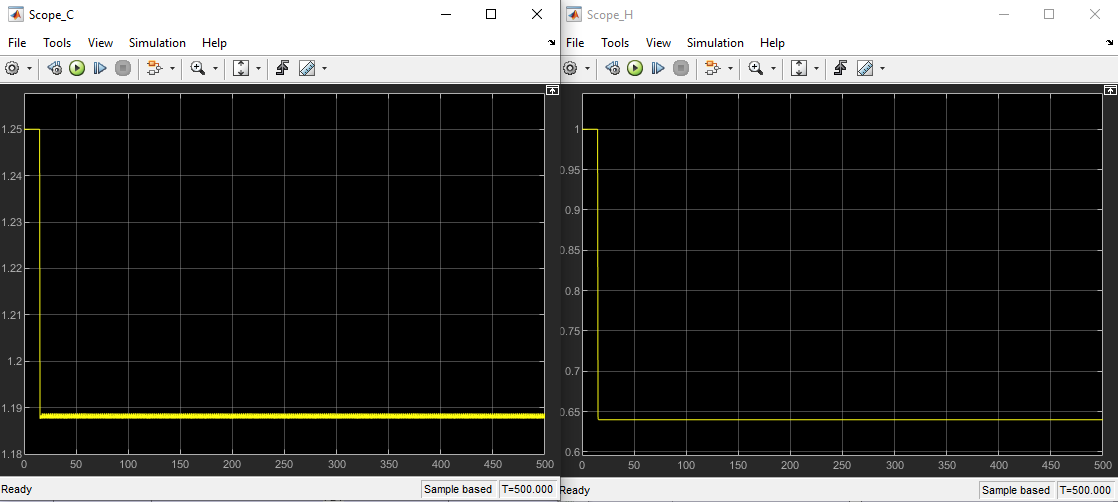 Scope_C
File Tools View Simulation Help
1.25
1.24
1.23
1.22
1.21
1.2
1.19
1.18
0 50 100 150 200 250 300 350 400 450 500
Ready
Sample based T=500.000
Scope_H
File Tools View Simulation Help
1
0.95
0.9
0.85
0.8
0.75
0.7
0.65
0.6
0 50 100 150 200 250 300 350 400 450 500
Ready
Sample based T=500.000